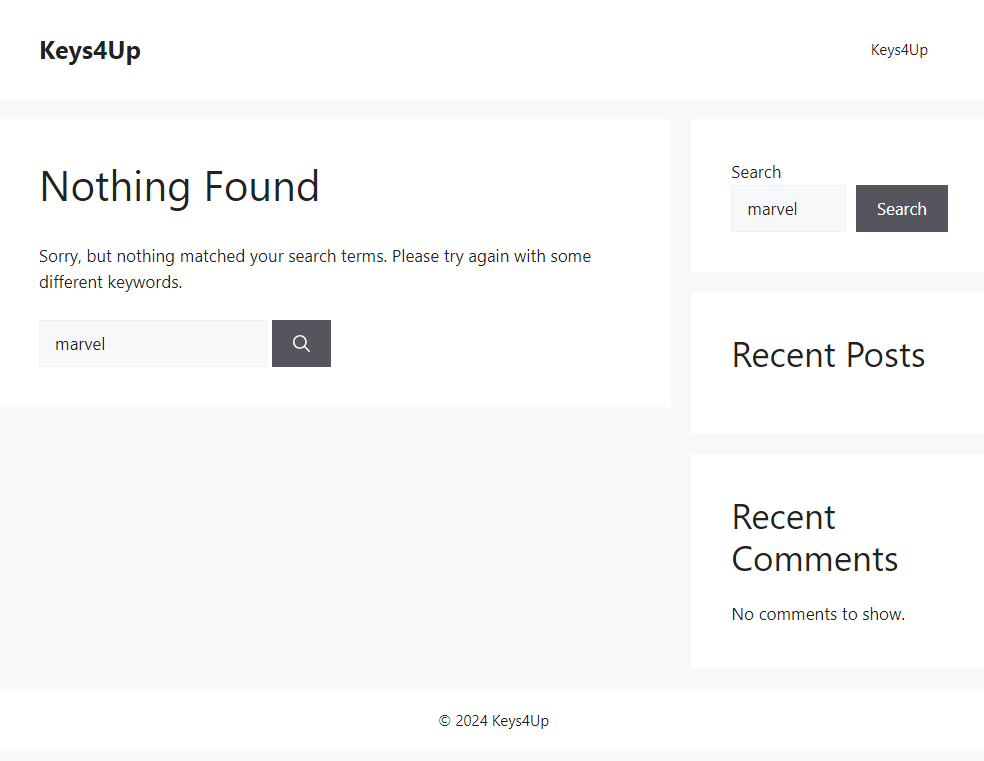 Keys4Up
Keys4Up
Nothing Found
Sorry, but nothing matched your search terms. Please try again with some
different keywords.
marvel
Search
marvel
Search
Recent Posts
Recent
Comments
No comments to show.
© 2024 Keys4Up